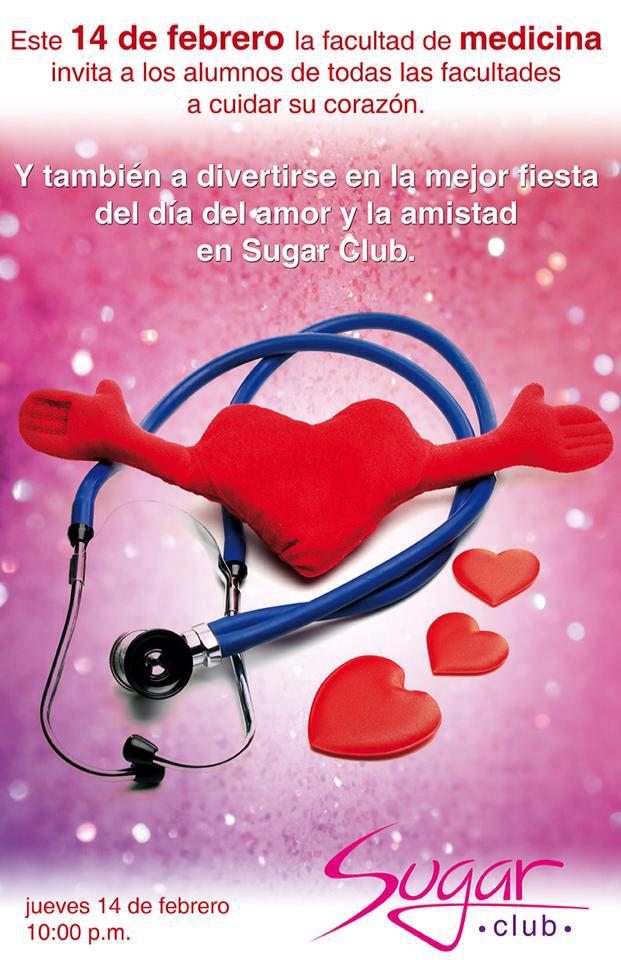 Este 14 de febrero la facultad de medicina
invita a los alumnos de todas las facultades
a cuidar su corazón.
Y también a divertirse en la mejor fiesta
del día del amor y la amistad
en Sugar Club.
jueves 14 de febrero
10:00 p.m.
Sugar
•club•